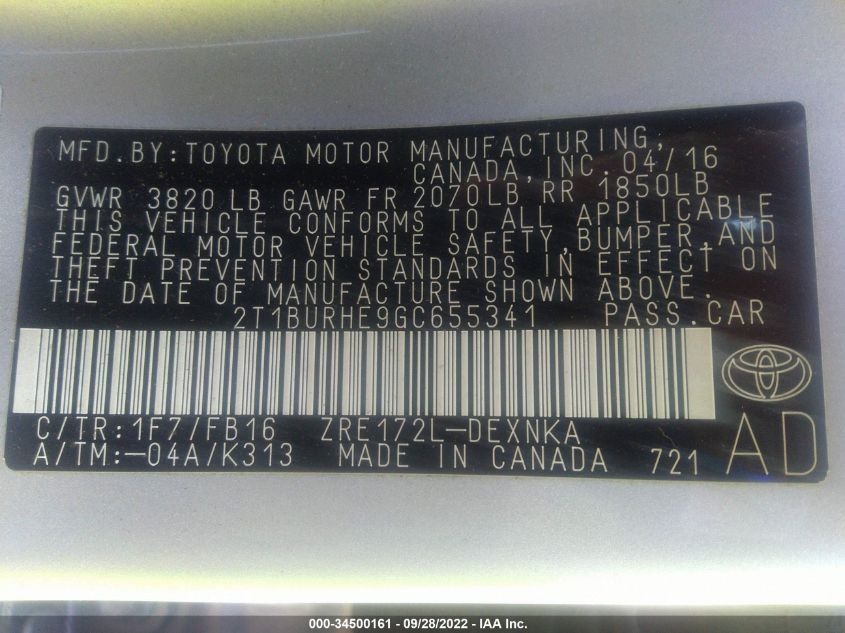 MFD.BY:TOYOTA MOTOR MANUFACTURING,
CANADA,INC.04/16
GVWR 3820 LB GAWR FR 2070LB,RR 1850LB
THIS VEHICLE CONFORMS TO ALL APPLICABLE
FEDERAL MOTOR VEHICLE SAFETY,BUMPER,AND
THEFT PREVENTION STANDARDS IN EFFECT ON
THE DATE OF MANUFACTURE SHOWN ABOVE.
2T1BURHE9GC655341 PASS.CAR
C/TR:1F7/FB16 ZRE172L-DEXNKA
A/TM:-04A/K313 MADE IN CANADA 721 AD
000-34500161 - 09/28/2022 - IAA Inc.